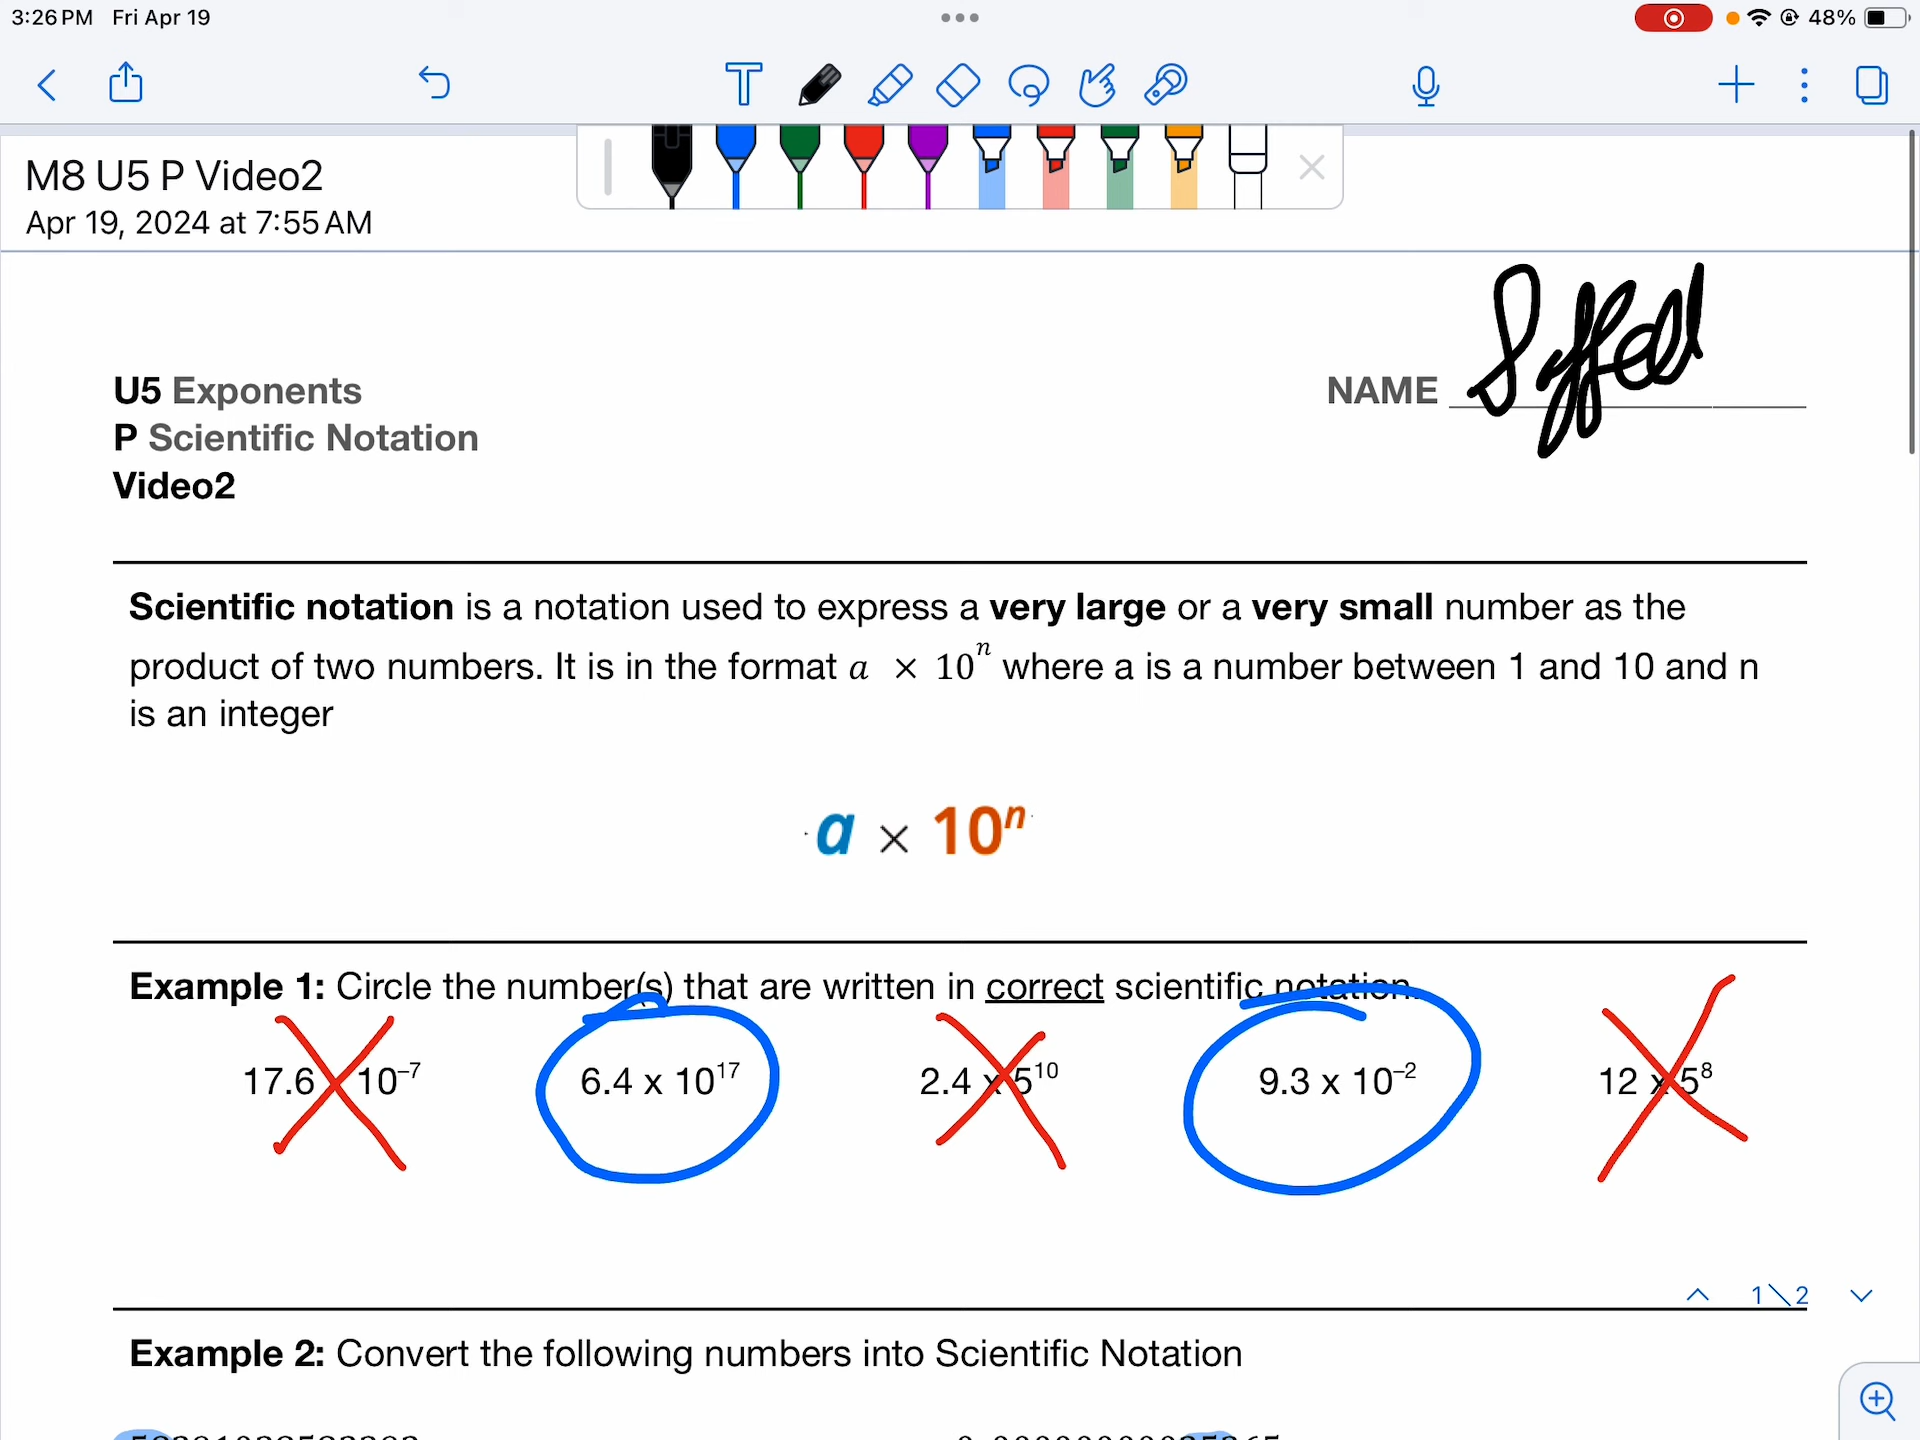 3:26 PM Fri Apr 19
48%
M8 U5 P Video2
Apr 19, 2024 at 7:55 AM
U5 Exponents
NAME
P Scientific Notation
Video2
Scientific notation is a notation used to express a very large or a very small number as the
product of two numbers. It is in the format a × 10ⁿ where a is a number between 1 and 10 and n
is an integer
a × 10ⁿ
Example 1: Circle the number(s) that are written in correct scientific notation.
17.6 x 10⁻⁷ 6.4 x 10¹⁷ 2.4 x 5¹⁰ 9.3 x 10⁻² 12 x 5⁸
1\2
Example 2: Convert the following numbers into Scientific Notation